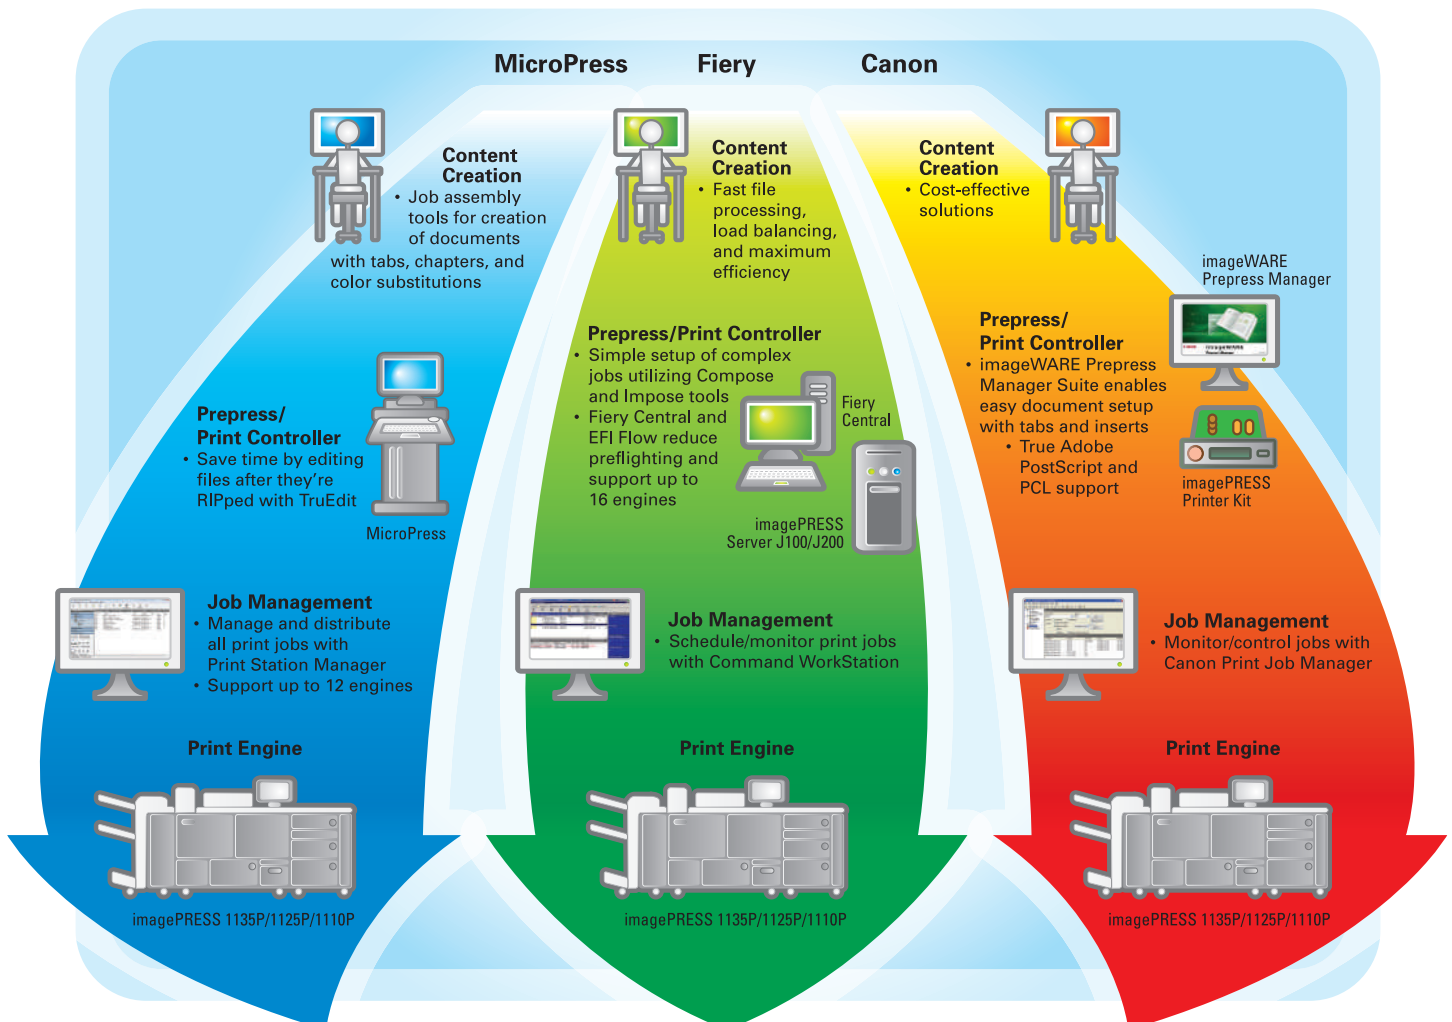 MicroPress
Fiery
Canon
Content
Creation
• Job assembly
tools for creation
of documents
with tabs, chapters, and
color substitutions
Prepress/
Print Controller
• Save time by editing
files after they're
RIPped with TruEdit
MicroPress
Job Management
• Manage and distribute
all print jobs with
Print Station Manager
• Support up to 12 engines
Print Engine
imagePRESS 1135P/1125P/1110P
Content
Creation
• Fast file
processing,
load balancing,
and maximum
efficiency
Prepress/Print Controller
• Simple setup of complex
jobs utilizing Compose
and Impose tools
• Fiery Central and
EFI Flow reduce
preflighting and
support up to
16 engines
Fiery
Central
imagePRESS
Server J100/J200
Job Management
• Schedule/monitor print jobs
with Command WorkStation
Print Engine
imagePRESS 1135P/1125P/1110P
Content
Creation
• Cost-effective
solutions
imageWARE
Prepress Manager
Prepress/
Print Controller
• imageWARE Prepress
Manager Suite enables
easy document setup
with tabs and inserts
• True Adobe
PostScript and
PCL support
imagePRESS
Printer Kit
Job Management
• Monitor/control jobs with
Canon Print Job Manager
Print Engine
imagePRESS 1135P/1125P/1110P